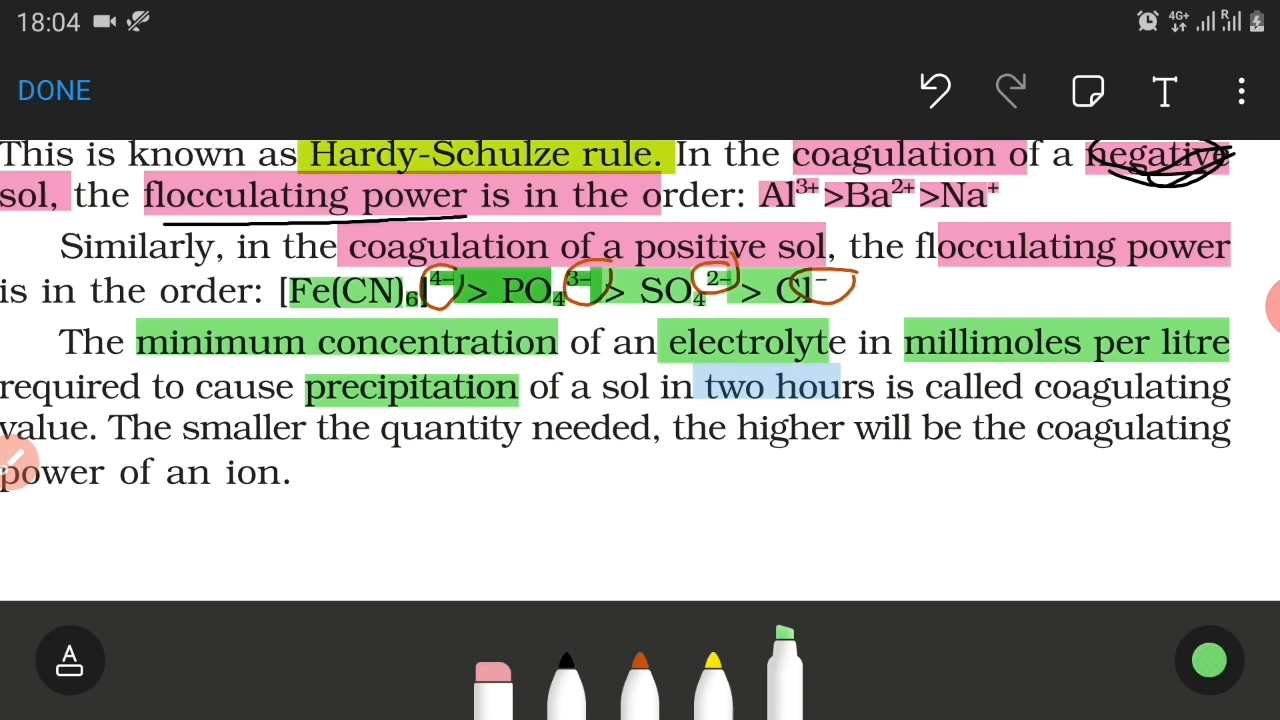 18:04 4G+ R
DONE T
This is known as Hardy-Schulze rule. In the coagulation of a negative
sol, the flocculating power is in the order: Al³⁺>Ba²⁺>Na⁺
Similarly, in the coagulation of a positive sol, the flocculating power
is in the order: [Fe(CN)₆]⁴⁻ > PO₄³⁻ > SO₄²⁻ > Cl⁻
The minimum concentration of an electrolyte in millimoles per litre
required to cause precipitation of a sol in two hours is called coagulating
value. The smaller the quantity needed, the higher will be the coagulating
power of an ion.
A